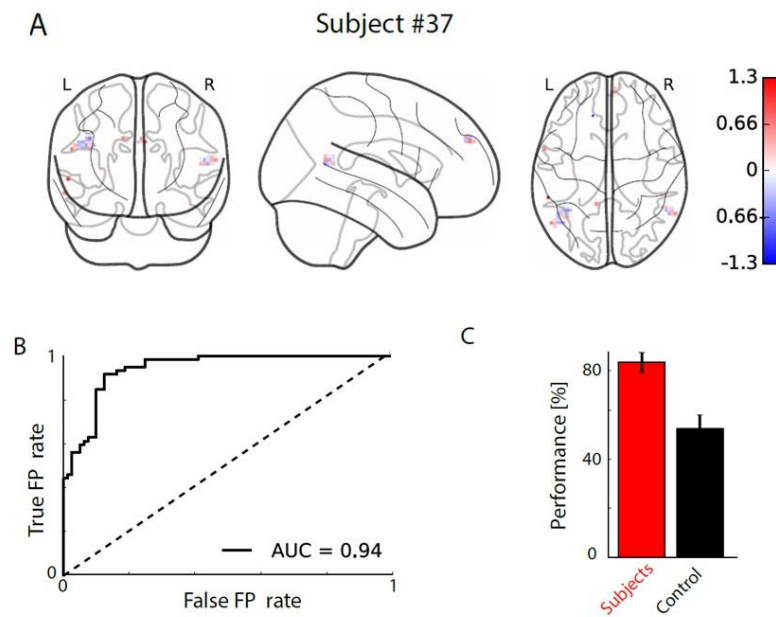 A
Subject #37
L R
L R
1.3
0.66
0
0.66
-1.3
B
1
True FP rate
0
AUC = 0.94
0 1
False FP rate
C
80
40
0
Performance [%]
Subjects
Control